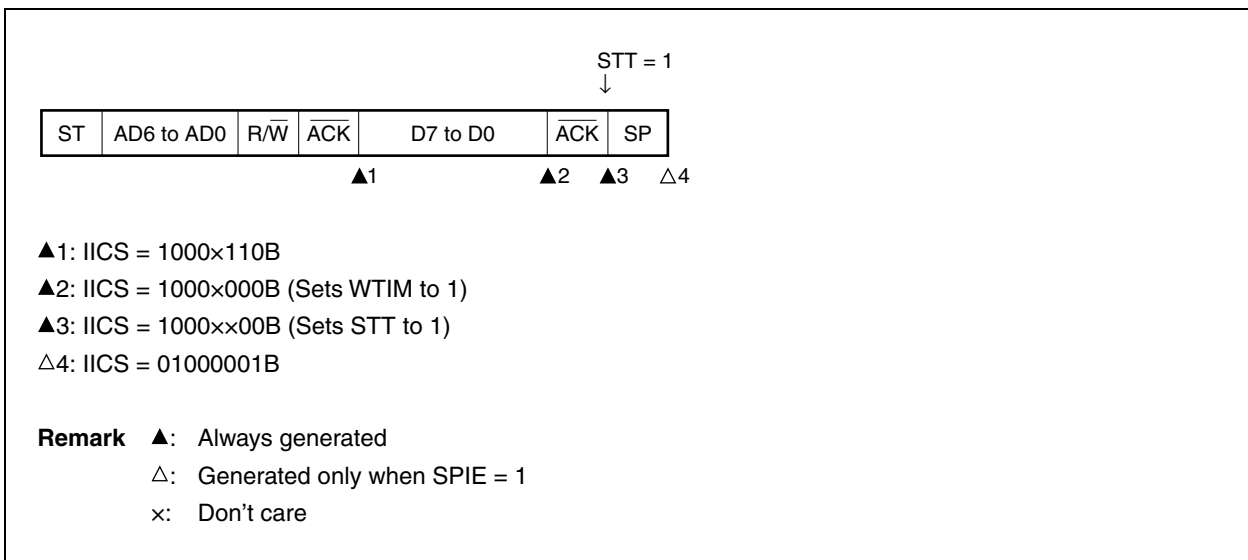 STT = 1
↓
ST AD6 to AD0 R/W̅ A̅C̅K̅ D7 to D0 A̅C̅K̅ SP
▲1 ▲2 ▲3 △4
▲1: IICS = 1000×110B
▲2: IICS = 1000×000B (Sets WTIM to 1)
▲3: IICS = 1000××00B (Sets STT to 1)
△4: IICS = 01000001B
Remark ▲: Always generated
△: Generated only when SPIE = 1
×: Don't care